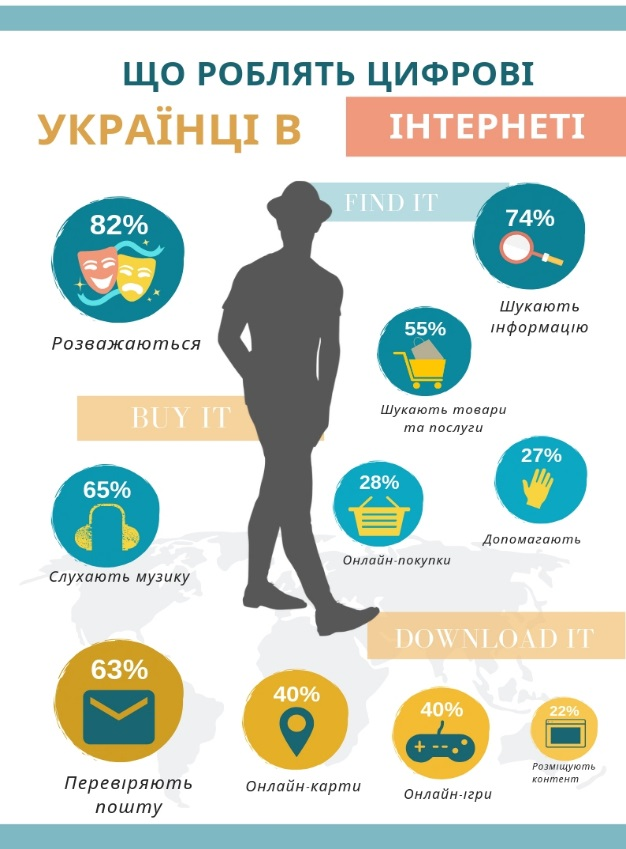 ЩО РОБЛЯТЬ ЦИФРОВІ
УКРАЇНЦІ В ІНТЕРНЕТІ
FIND IT
82%
Розважаються
74%
Шукають
інформацію
55%
Шукають товари
та послуги
BUY IT
65%
Слухають музику
28%
Онлайн-покупки
27%
Допомагають
DOWNLOAD IT
63%
Перевіряють
пошту
40%
Онлайн-карти
40%
Онлайн-ігри
22%
Розміщують
контент